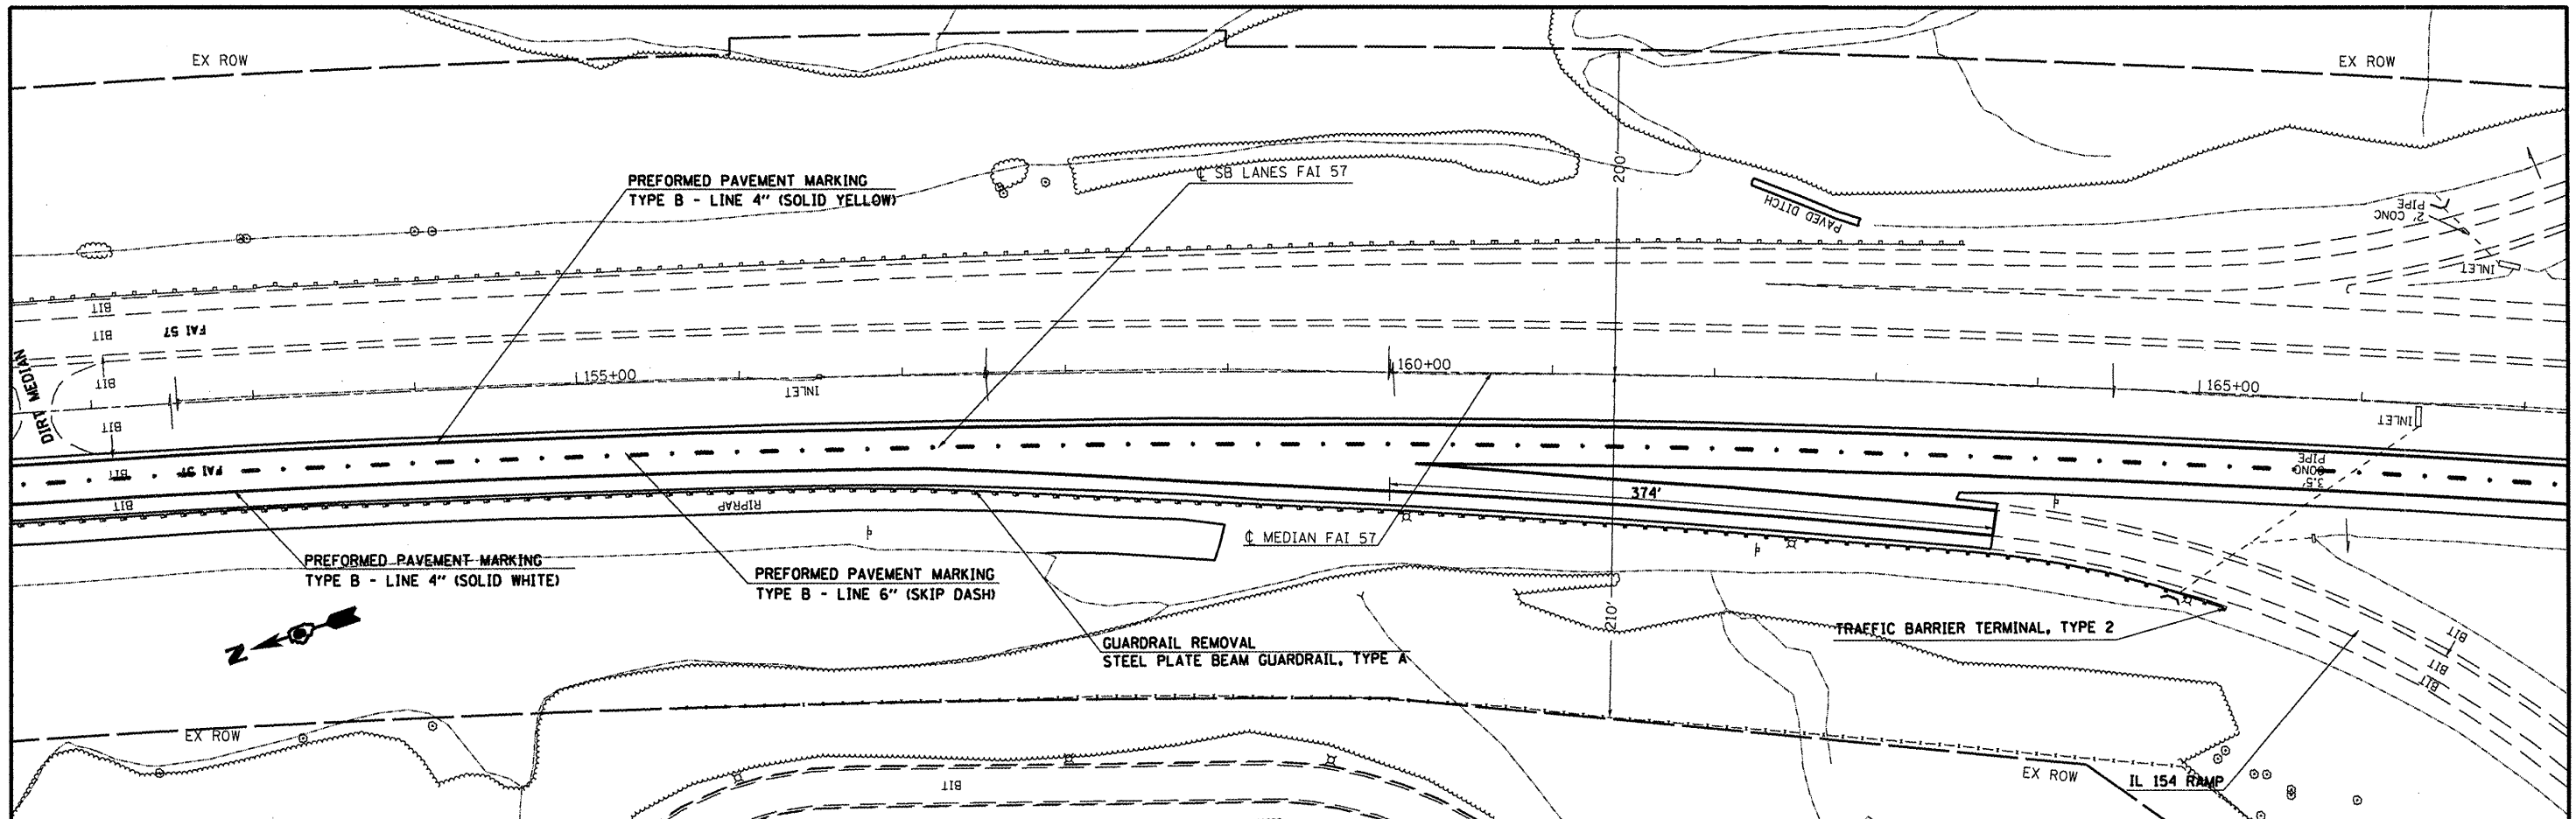 EX ROW
EX ROW
PREFORMED PAVEMENT MARKING
TYPE B - LINE 4" (SOLID YELLOW)
℄ SB LANES FAI 57
200'
PAVED DITCH
2' CONC
PIPE
INLET
BIT
BIT
FAI 57
DIRT MEDIAN
BIT
155+00
INLET
160+00
165+00
INLET
BIT
BIT
FAI 57
BIT
RIPRAP
374'
3.5'
CONC
PIPE
℄ MEDIAN FAI 57
PREFORMED PAVEMENT MARKING
TYPE B - LINE 4" (SOLID WHITE)
PREFORMED PAVEMENT MARKING
TYPE B - LINE 6" (SKIP DASH)
N
GUARDRAIL REMOVAL
STEEL PLATE BEAM GUARDRAIL, TYPE A
210'
TRAFFIC BARRIER TERMINAL, TYPE 2
BIT
BIT
BIT
EX ROW
BIT
EX ROW
IL 154 RAMP